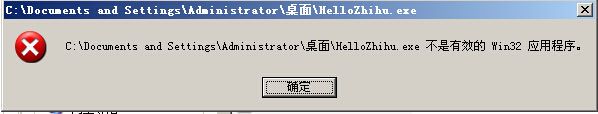 C:\Documents and Settings\Administrator\桌面\HelloZhihu.exe
C:\Documents and Settings\Administrator\桌面\HelloZhihu.exe 不是有效的 Win32 应用程序。
确定